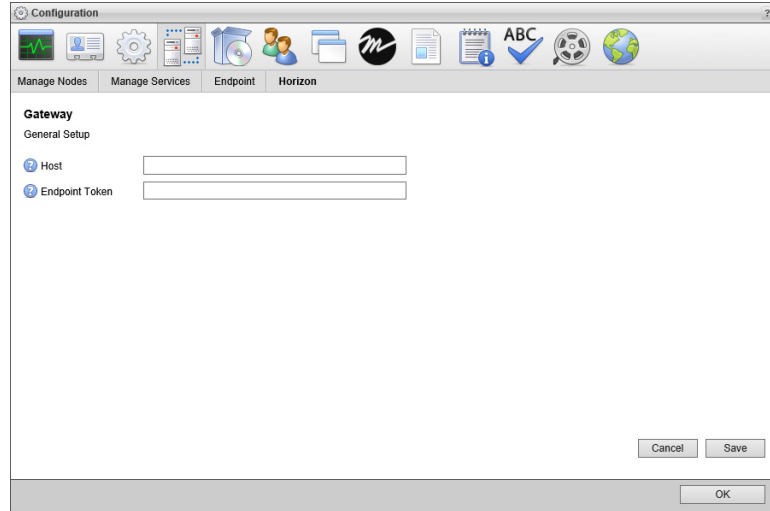 Configuration ?
ABC
Manage Nodes Manage Services Endpoint Horizon
Gateway
General Setup
? Host
? Endpoint Token
Cancel Save
OK